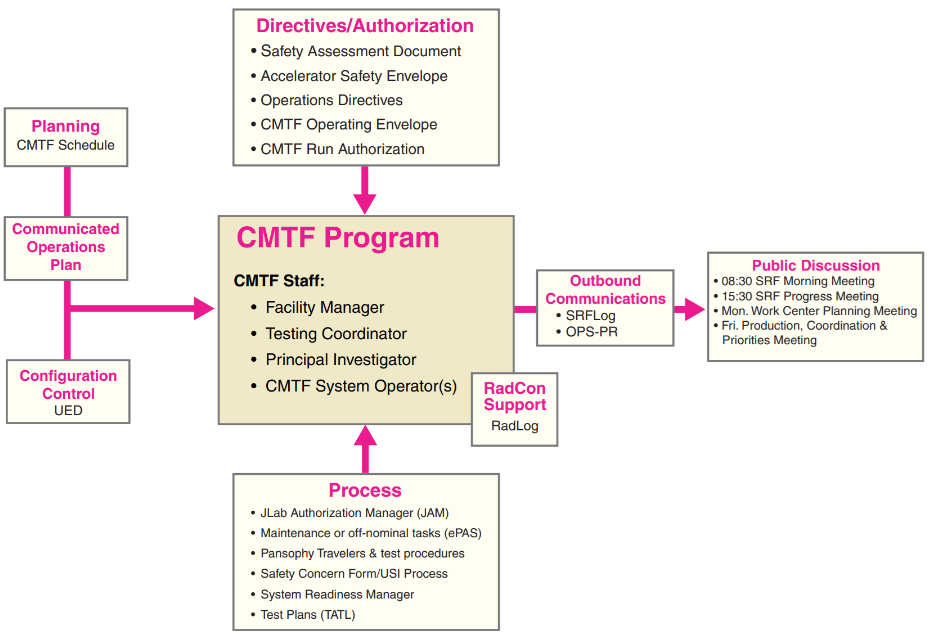 Directives/Authorization
• Safety Assessment Document
• Accelerator Safety Envelope
• Operations Directives
• CMTF Operating Envelope
• CMTF Run Authorization
Planning
CMTF Schedule
Communicated
Operations
Plan
Configuration
Control
UED
CMTF Program
CMTF Staff:
• Facility Manager
• Testing Coordinator
• Principal Investigator
• CMTF System Operator(s)
RadCon
Support
RadLog
Outbound
Communications
• SRFLog
• OPS-PR
Public Discussion
• 08:30 SRF Morning Meeting
• 15:30 SRF Progress Meeting
• Mon. Work Center Planning Meeting
• Fri. Production, Coordination &
Priorities Meeting
Process
• JLab Authorization Manager (JAM)
• Maintenance or off-nominal tasks (ePAS)
• Pansophy Travelers & test procedures
• Safety Concern Form/USI Process
• System Readiness Manager
• Test Plans (TATL)